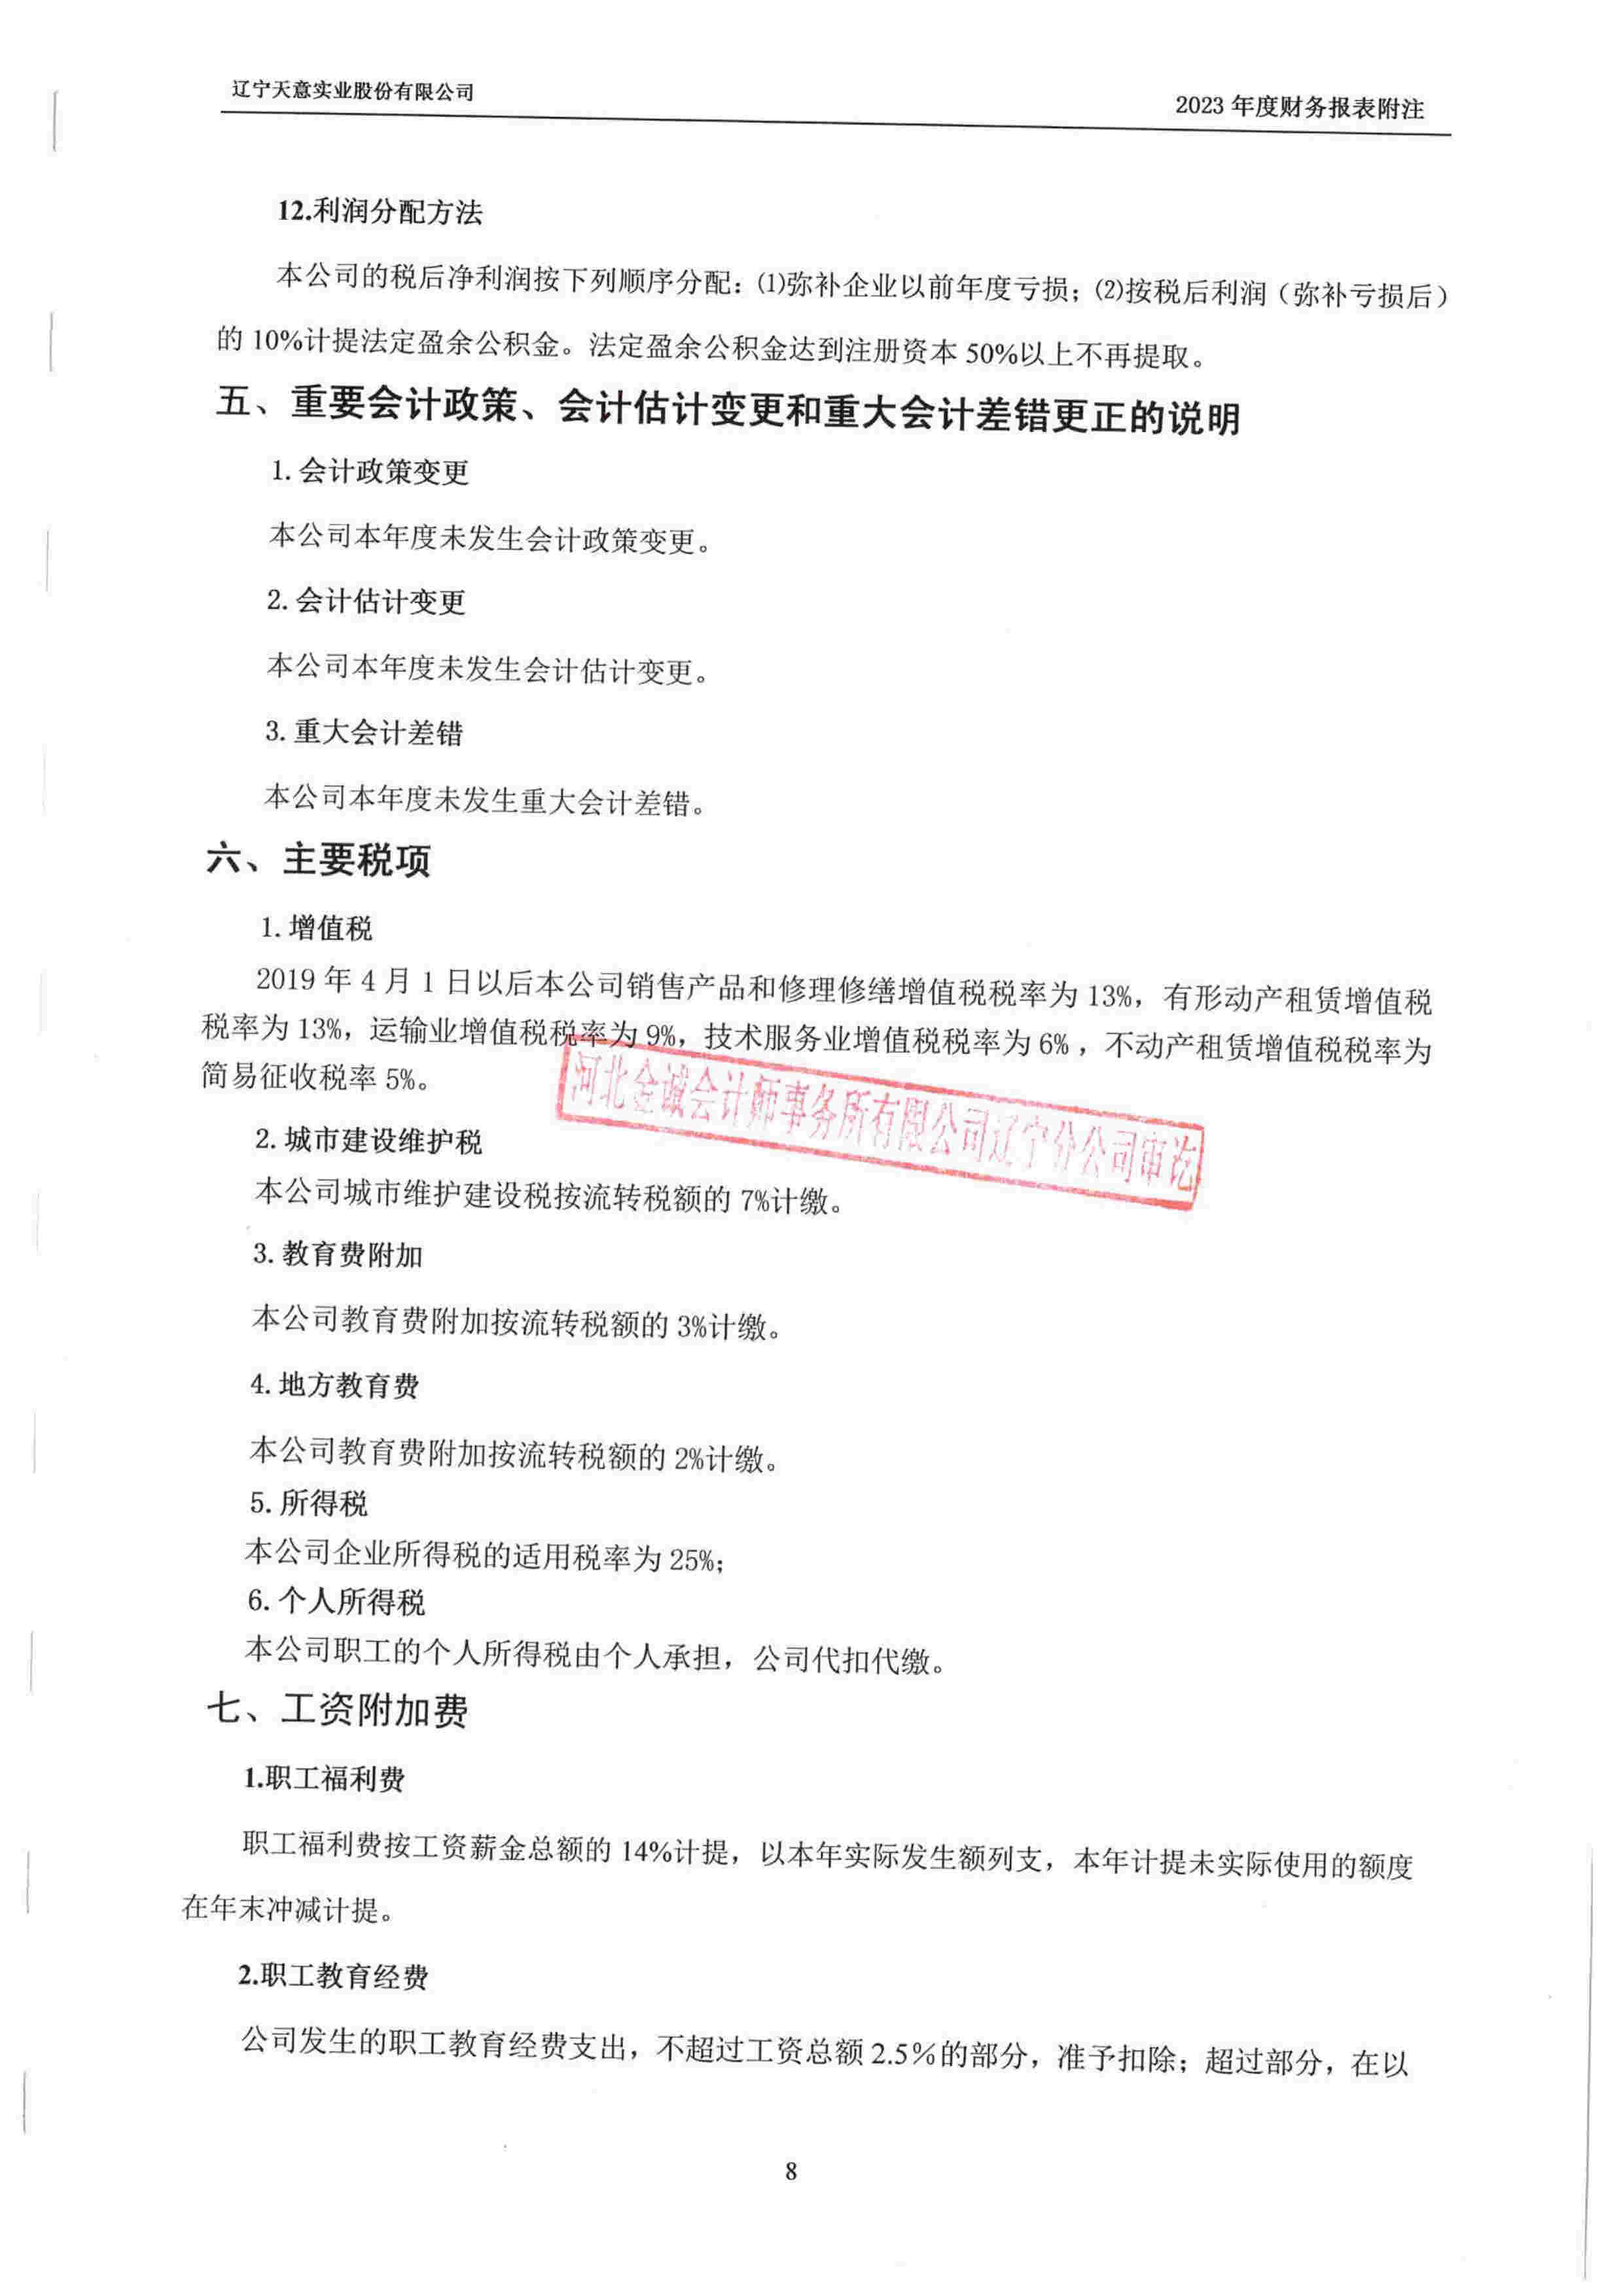 辽宁天意实业股份有限公司
2023 年度财务报表附注
12.利润分配方法
本公司的税后净利润按下列顺序分配：⑴弥补企业以前年度亏损；⑵按税后利润（弥补亏损后）
的 10%计提法定盈余公积金。法定盈余公积金达到注册资本 50%以上不再提取。
五、重要会计政策、会计估计变更和重大会计差错更正的说明
1. 会计政策变更
本公司本年度未发生会计政策变更。
2. 会计估计变更
本公司本年度未发生会计估计变更。
3. 重大会计差错
本公司本年度未发生重大会计差错。
六、主要税项
1. 增值税
2019 年 4 月 1 日以后本公司销售产品和修理修缮增值税税率为 13%，有形动产租赁增值税
税率为 13%，运输业增值税税率为 9%，技术服务业增值税税率为 6%，不动产租赁增值税税率为
简易征收税率 5%。
河北金诚会计师事务所有限公司辽宁分公司审讫
2. 城市建设维护税
本公司城市维护建设税按流转税额的 7%计缴。
3. 教育费附加
本公司教育费附加按流转税额的 3%计缴。
4. 地方教育费
本公司教育费附加按流转税额的 2%计缴。
5. 所得税
本公司企业所得税的适用税率为 25%;
6. 个人所得税
本公司职工的个人所得税由个人承担，公司代扣代缴。
七、工资附加费
1.职工福利费
职工福利费按工资薪金总额的 14%计提，以本年实际发生额列支，本年计提未实际使用的额度
在年末冲减计提。
2.职工教育经费
公司发生的职工教育经费支出，不超过工资总额 2.5%的部分，准予扣除；超过部分，在以
8